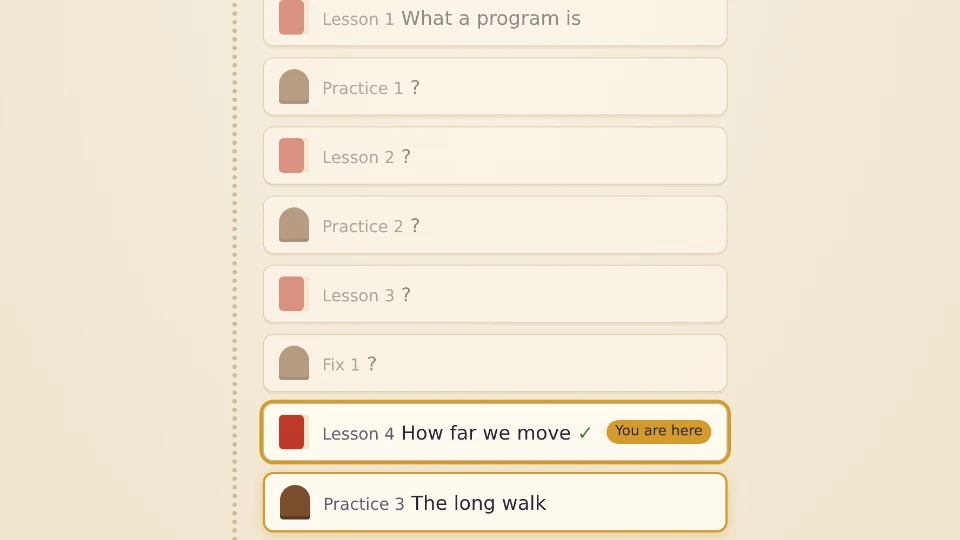 Lesson 1 What a program is
Practice 1 ?
Lesson 2 ?
Practice 2 ?
Lesson 3 ?
Fix 1 ?
Lesson 4 How far we move ✓ You are here
Practice 3 The long walk